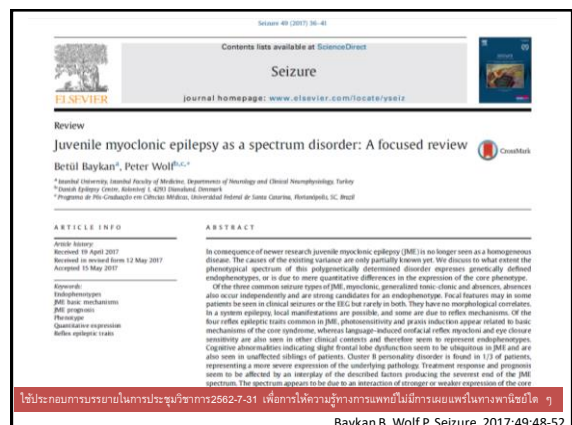 Seizure 49 (2017) 36–41
Contents lists available at ScienceDirect
Seizure
journal homepage: www.elsevier.com/locate/yseiz
ELSEVIER
Review
Juvenile myoclonic epilepsy as a spectrum disorder: A focused review
CrossMark
Betül Baykanᵃ, Peter Wolfᵇ,ᶜ,*
ᵃ Istanbul University, Istanbul Faculty of Medicine, Departments of Neurology and Clinical Neurophysiology, Turkey
ᵇ Danish Epilepsy Centre, Kolonivej 1, 4293 Dianalund, Denmark
ᶜ Programa de Pós-Graduação em Ciências Médicas, Universidad Federal de Santa Catarina, Florianópolis, SC, Brazil
ARTICLE INFO
Article history:
Received 19 April 2017
Received in revised form 12 May 2017
Accepted 15 May 2017
Keywords:
Endophenotypes
JME basic mechanisms
JME prognosis
Phenotype
Quantitative expression
Reflex epileptic traits
ABSTRACT
In consequence of newer research juvenile myoclonic epilepsy (JME) is no longer seen as a homogeneous
disease. The causes of the existing variance are only partially known yet. We discuss to what extent the
phenotypical spectrum of this polygenetically determined disorder expresses genetically defined
endophenotypes, or is due to mere quantitative differences in the expression of the core phenotype.
Of the three common seizure types of JME, myoclonic, generalized tonic-clonic and absences, absences
also occur independently and are strong candidates for an endophenotype. Focal features may in some
patients be seen in clinical seizures or the EEG but rarely in both. They have no morphological correlates.
In a system epilepsy, local manifestations are possible, and some are due to reflex mechanisms. Of the
four reflex epileptic traits common in JME, photosensitivity and praxis induction appear related to basic
mechanisms of the core syndrome, whereas language-induced orofacial reflex myocloni and eye closure
sensitivity are also seen in other clinical contexts and therefore seem to represent endophenotypes.
Cognitive abnormalities indicating slight frontal lobe dysfunction seem to be ubiquitous in JME and are
also seen in unaffected siblings of patients. Cluster B personality disorder is found in 1/3 of patients,
representing a more severe expression of the underlying pathology. Treatment response and prognosis
seem to be affected by an interplay of the described factors producing the severest end of the JME
spectrum. The spectrum appears to be due to an interaction of stronger or weaker expression of the core
ใช้ประกอบการบรรยายในการประชุมวิชาการ2562-7-31 เพื่อการให้ความรู้ทางการแพทย์ไม่มีการเผยแพร่ในทางพานิชย์ใด ๆ
Baykan B, Wolf P. Seizure. 2017;49:48-52